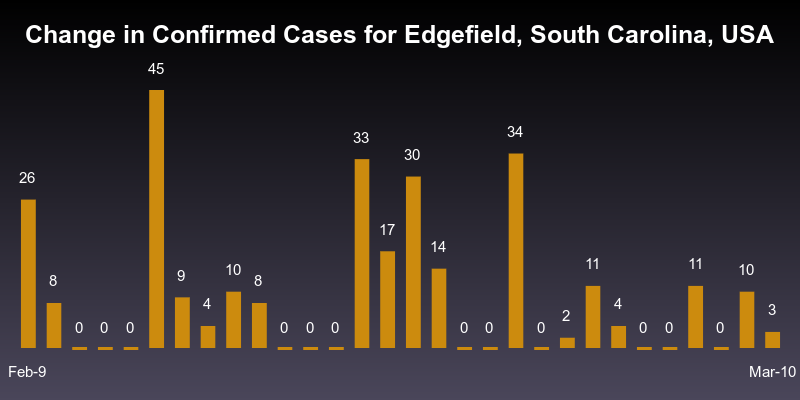 Change in Confirmed Cases for Edgefield, South Carolina, USA
26 8 0 0 0 45 9 4 10 8 0 0 0 33 17 30 14 0 0 34 0 2 11 4 0 0 11 0 10 3
Feb-9 Mar-10